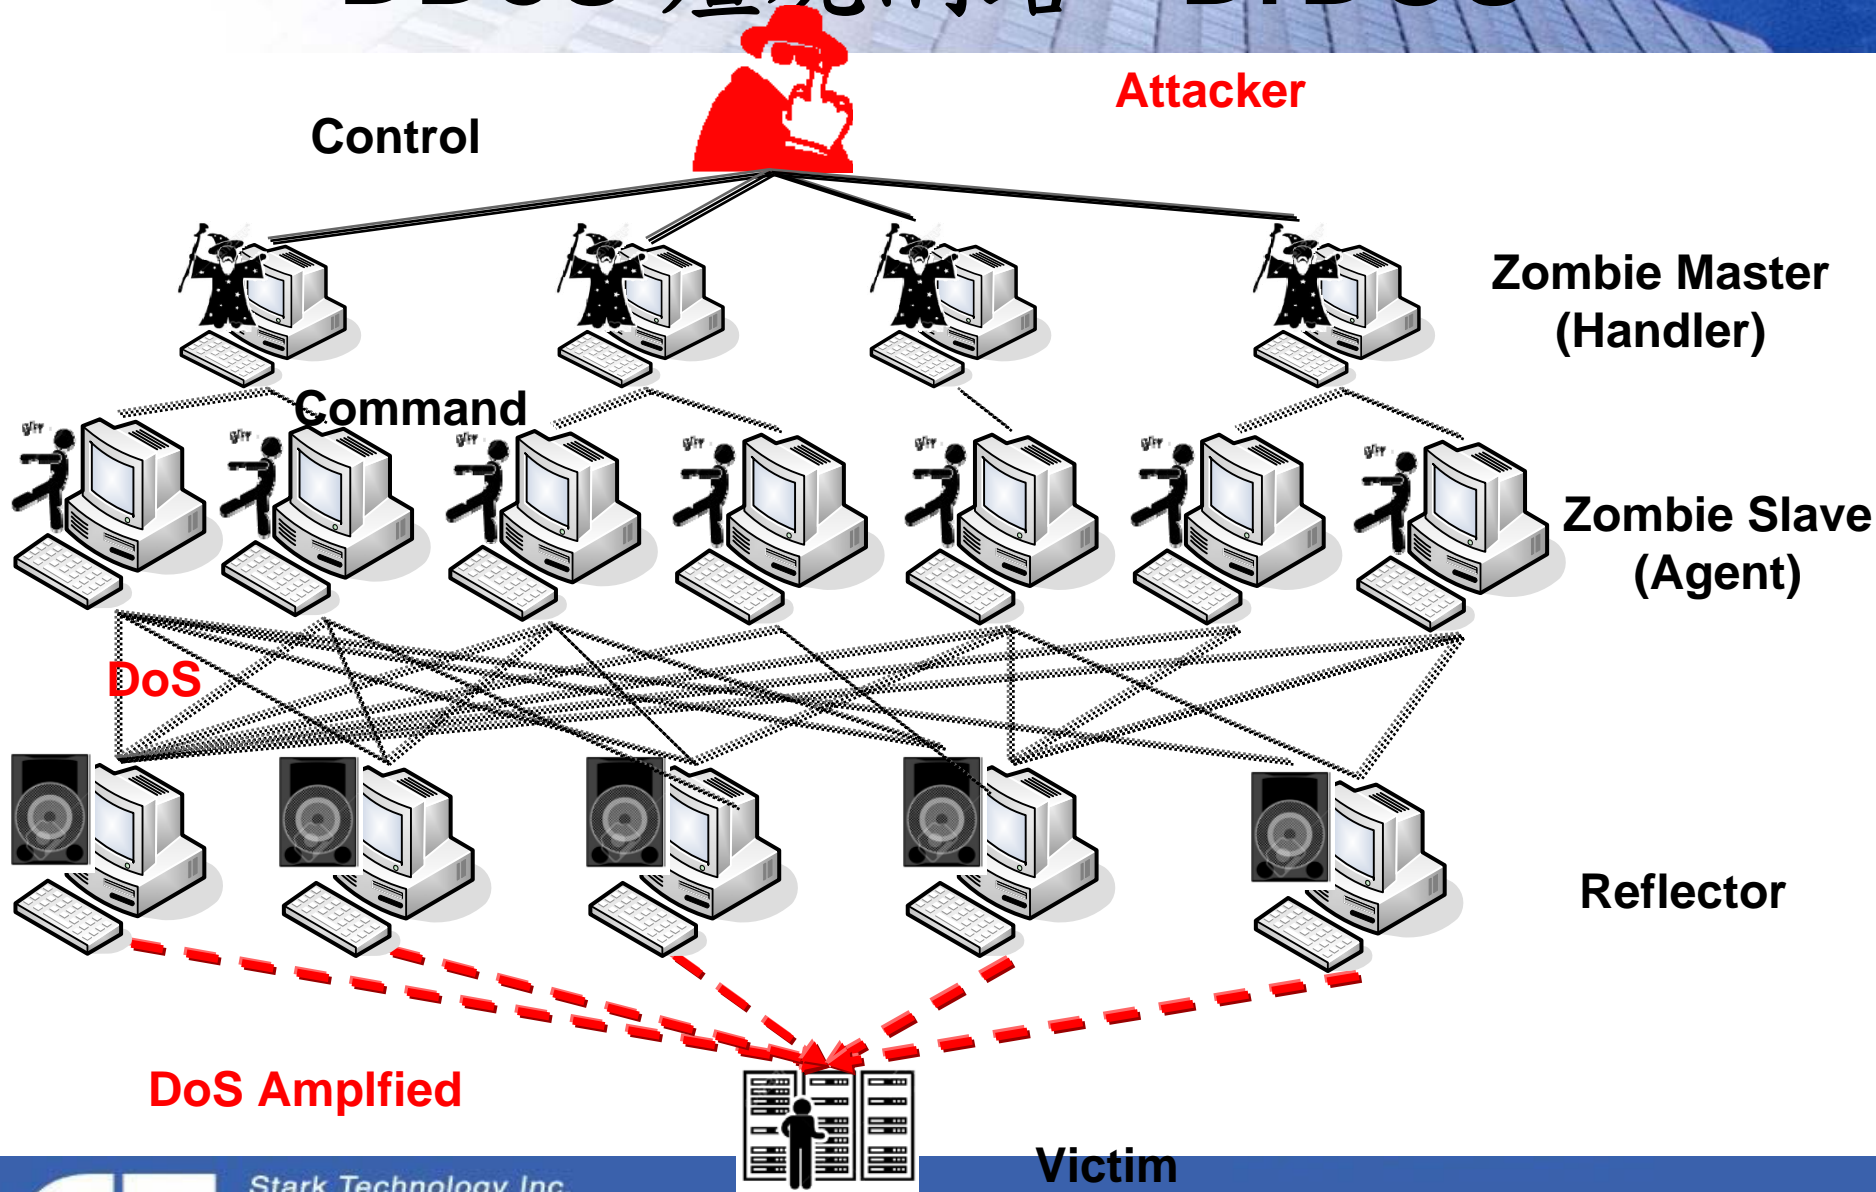 Attacker
Control
Zombie Master
(Handler)
Command
Zombie Slave
(Agent)
DoS
Reflector
DoS Amplfied
Victim
Stark Technology Inc.